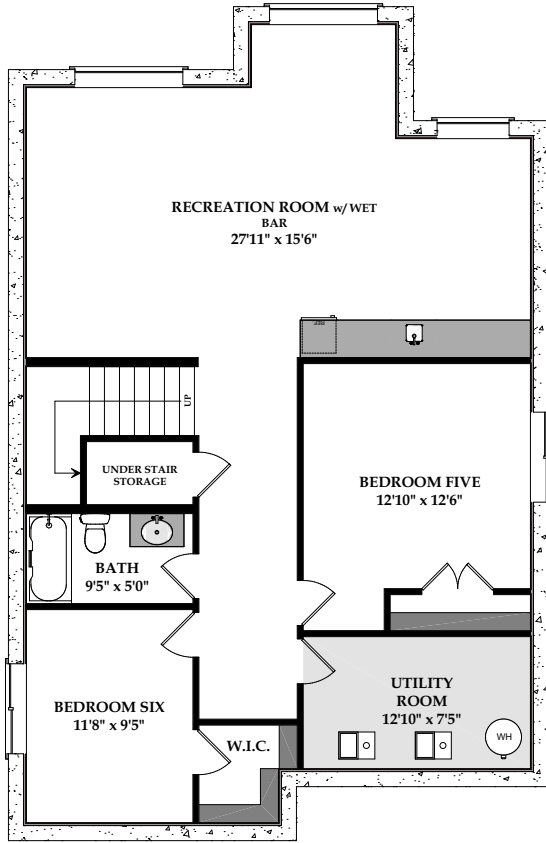 RECREATION ROOM w/ WET
BAR
27'11" x 15'6"
REF.
UP
UNDER STAIR
STORAGE
BEDROOM FIVE
12'10" x 12'6"
BATH
9'5" x 5'0"
BEDROOM SIX
11'8" x 9'5"
W.I.C.
UTILITY
ROOM
12'10" x 7'5"
WH